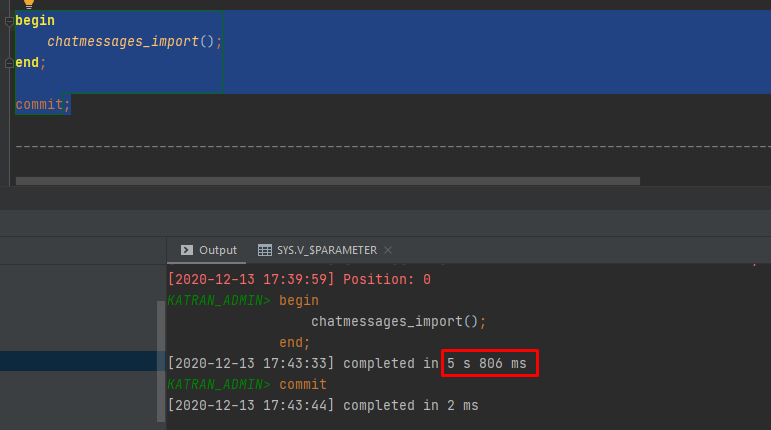 begin
chatmessages_import();
end;
commit;
--------------------------------------------------------------------------------------------
Output
SYS.V_$PARAMETER
[2020-12-13 17:39:59] Position: 0
KATRAN_ADMIN> begin
chatmessages_import();
end;
[2020-12-13 17:43:33] completed in 5 s 806 ms
KATRAN_ADMIN> commit
[2020-12-13 17:43:44] completed in 2 ms